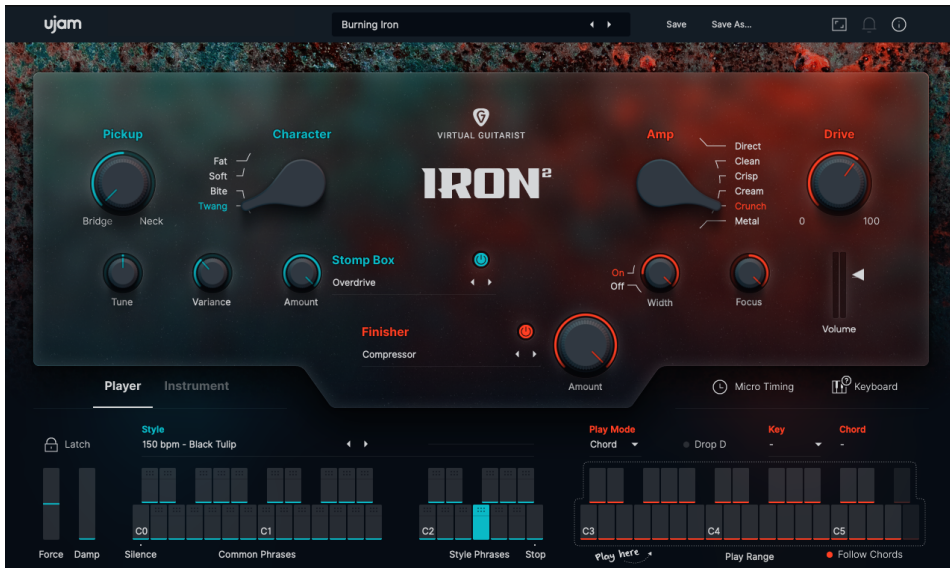 ujam
Burning Iron
Save
Save As...
Pickup
Character
VIRTUAL GUITARIST
IRON²
Amp
Drive
Fat
Soft
Bite
Twang
Direct
Clean
Crisp
Cream
Crunch
Metal
Bridge
Neck
0
100
Tune
Variance
Amount
Stomp Box
Overdrive
On
Off
Width
Focus
Volume
Finisher
Compressor
Amount
Player
Instrument
Micro Timing
Keyboard
Latch
Style
150 bpm - Black Tulip
Play Mode
Chord
Drop D
Key
-
Chord
-
C0
C1
C2
C3
C4
C5
Force
Damp
Silence
Common Phrases
Style Phrases
Stop
Play here
Play Range
Follow Chords